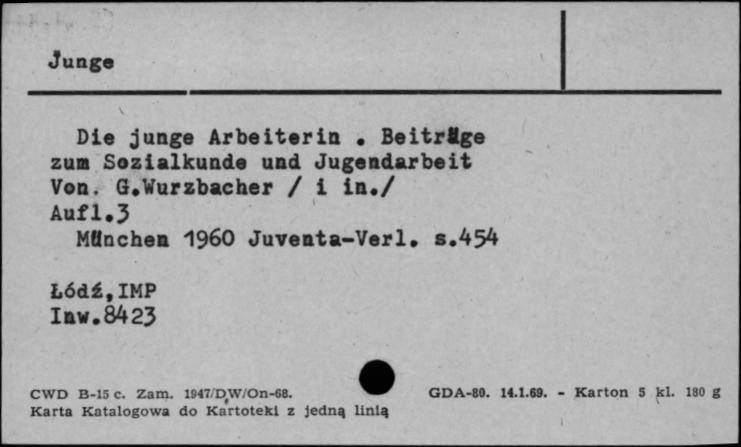 Junge
Die junge Arbeiterin . Beiträge
zum Sozialkunde und Jugendarbeit
Von. G.Wurzbacher / i in./
Aufl.3
München 1960 Juventa-Verl. s.454
Łódź,IMP
Inw.8423
CWD B-15 c. Zam. 1947/D,W/On-68. GDA-80. 14.1.69. - Karton 5 kl. 180 g
Karta Katalogowa do Kartoteki z jedną linią